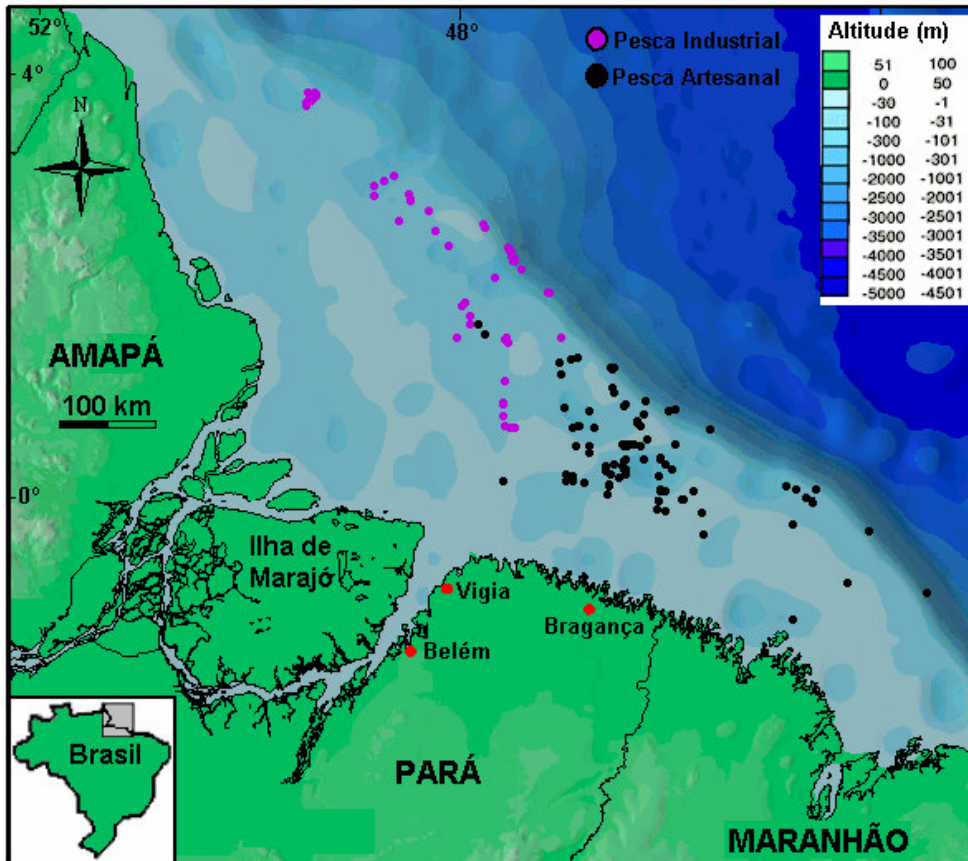 52°
48°
4°
N
Pesca Industrial
Pesca Artesanal
Altitude (m)
51 100
0 50
-30 -1
-100 -31
-300 -101
-1000 -301
-2000 -1001
-2500 -2001
-3000 -2501
-3500 -3001
-4000 -3501
-4500 -4001
-5000 -4501
AMAPÁ
100 km
0°
Ilha de
Marajó
Vigia
Bragança
Belém
Brasil
PARÁ
MARANHÃO